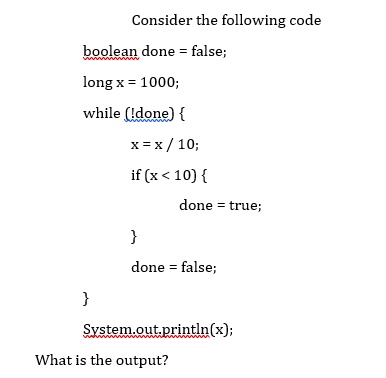 Consider the following code
boolean done = false;
long x = 1000;
while (!done) {
x = x / 10;
if (x < 10) {
done = true;
}
done = false;
}
System.out.println(x);
What is the output?